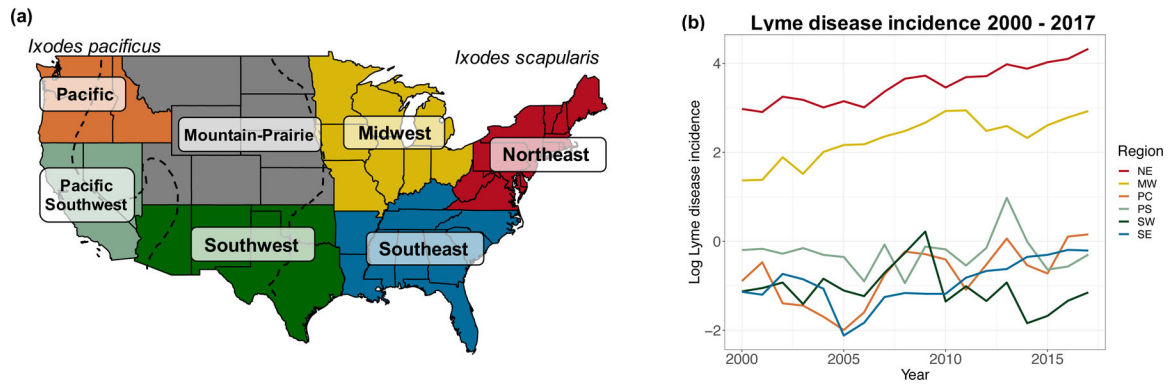 (a)
Ixodes pacificus
Ixodes scapularis
Pacific
Mountain-Prairie
Midwest
Northeast
Pacific
Southwest
Southwest
Southeast
(b)
Lyme disease incidence 2000 - 2017
Log Lyme disease incidence
4
2
0
−2
2000
2005
2010
2015
Year
Region
NE
MW
PC
PS
SW
SE